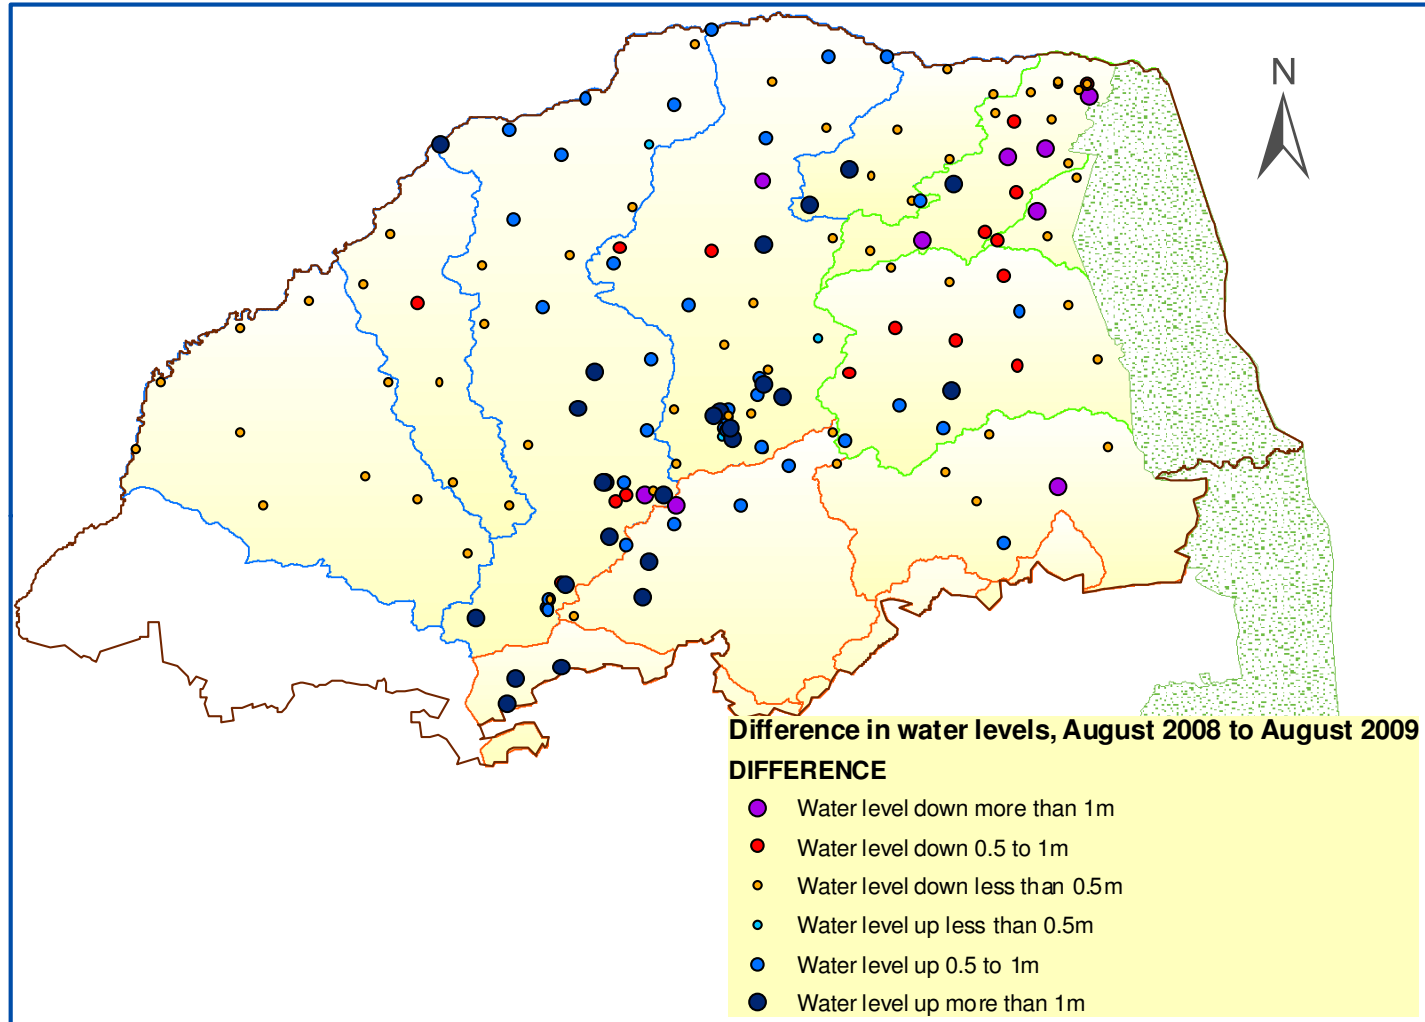 N
Difference in water levels, August 2008 to August 2009
DIFFERENCE
Water level down more than 1m
Water level down 0.5 to 1m
Water level down less than 0.5m
Water level up less than 0.5m
Water level up 0.5 to 1m
Water level up more than 1m